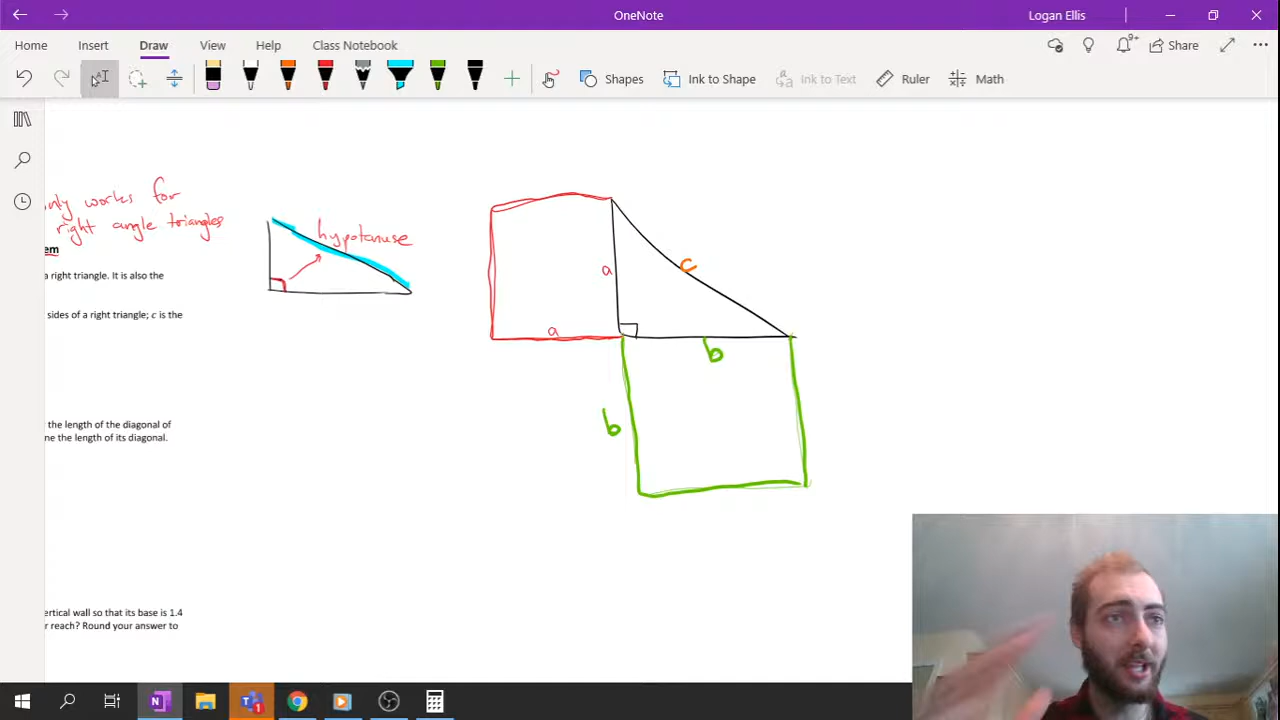 OneNote
Logan Ellis
Home
Insert
Draw
View
Help
Class Notebook
9+
Share
Shapes
Ink to Shape
Ink to Text
Ruler
Math
only works for
right angle triangles
em
a right triangle. It is also the
sides of a right triangle; c is the
hypotanuse
a
c
a
b
b
the length of the diagonal of
ne the length of its diagonal.
ertical wall so that its base is 1.4
r reach? Round your answer to